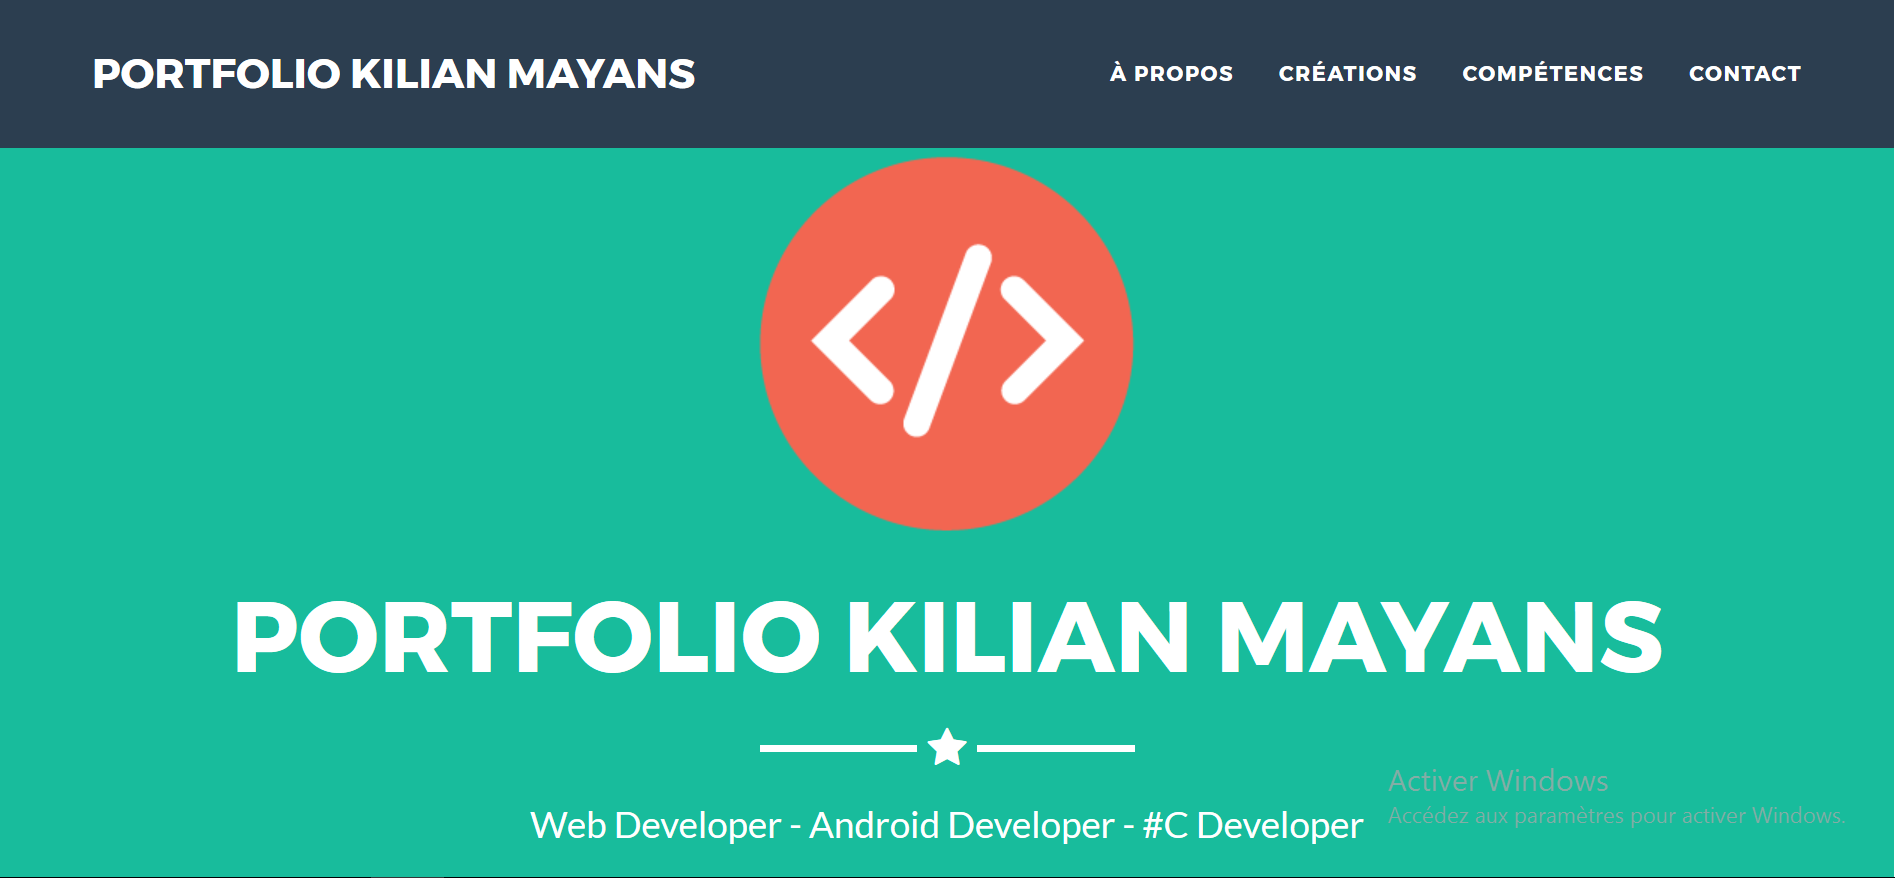 PORTFOLIO KILIAN MAYANS
À PROPOS CRÉATIONS COMPÉTENCES CONTACT
</>
PORTFOLIO KILIAN MAYANS
Web Developer - Android Developer - #C Developer
Activer Windows
Accédez aux paramètres pour activer Windows.